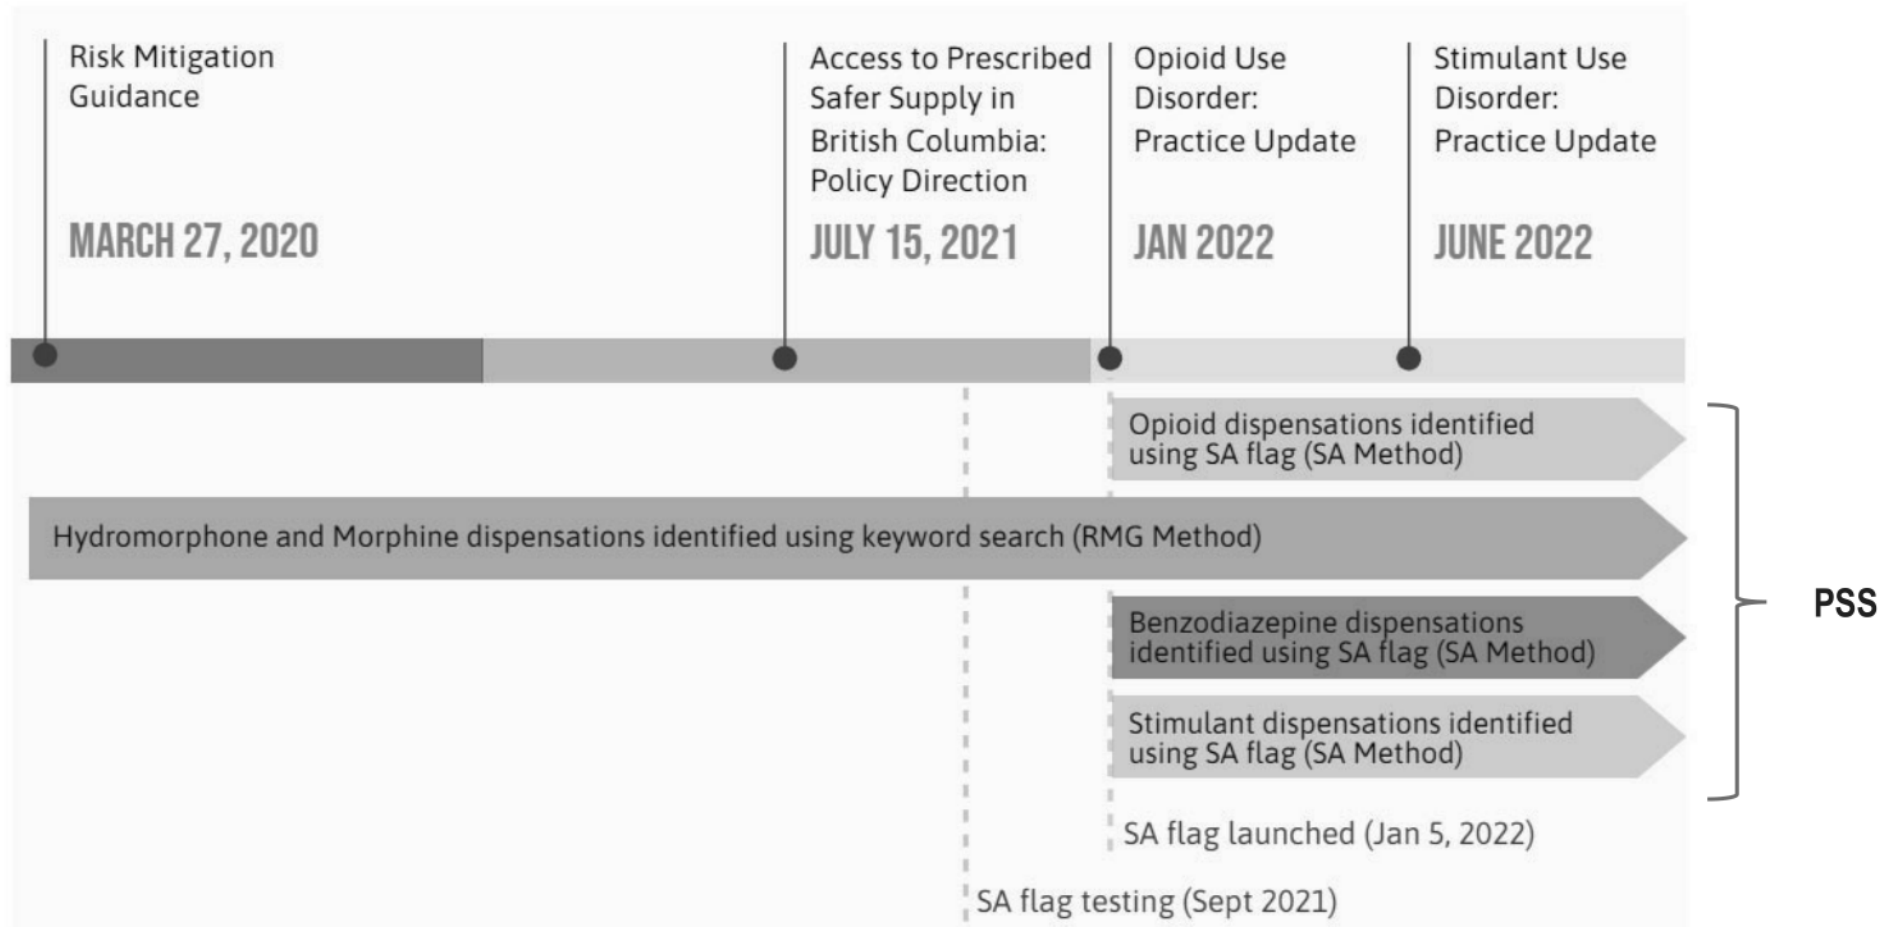 Risk Mitigation
Guidance
MARCH 27, 2020
Access to Prescribed
Safer Supply in
British Columbia:
Policy Direction
JULY 15, 2021
Opioid Use
Disorder:
Practice Update
JAN 2022
Stimulant Use
Disorder:
Practice Update
JUNE 2022
Opioid dispensations identified
using SA flag (SA Method)
Hydromorphone and Morphine dispensations identified using keyword search (RMG Method)
Benzodiazepine dispensations
identified using SA flag (SA Method)
Stimulant dispensations identified
using SA flag (SA Method)
PSS
SA flag launched (Jan 5, 2022)
SA flag testing (Sept 2021)